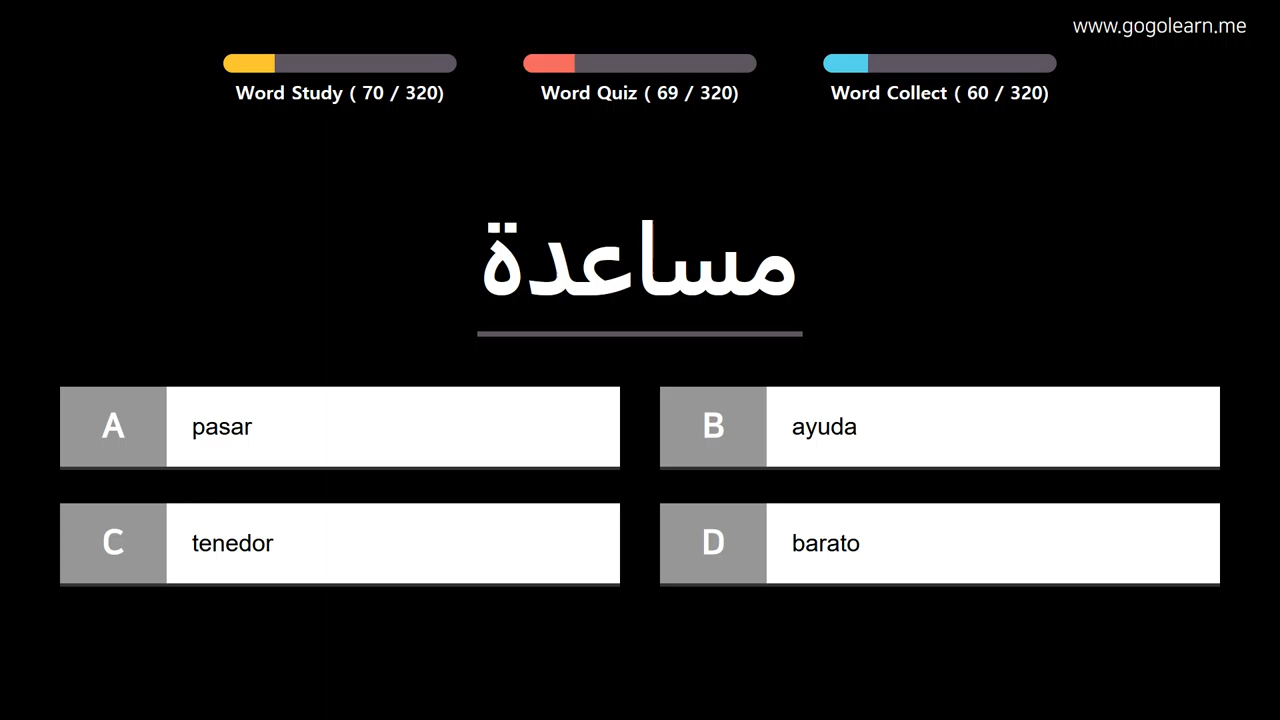 www.gogolearn.me
Word Study ( 70 / 320)
Word Quiz ( 69 / 320)
Word Collect ( 60 / 320)
مساعدة
A pasar
B ayuda
C tenedor
D barato